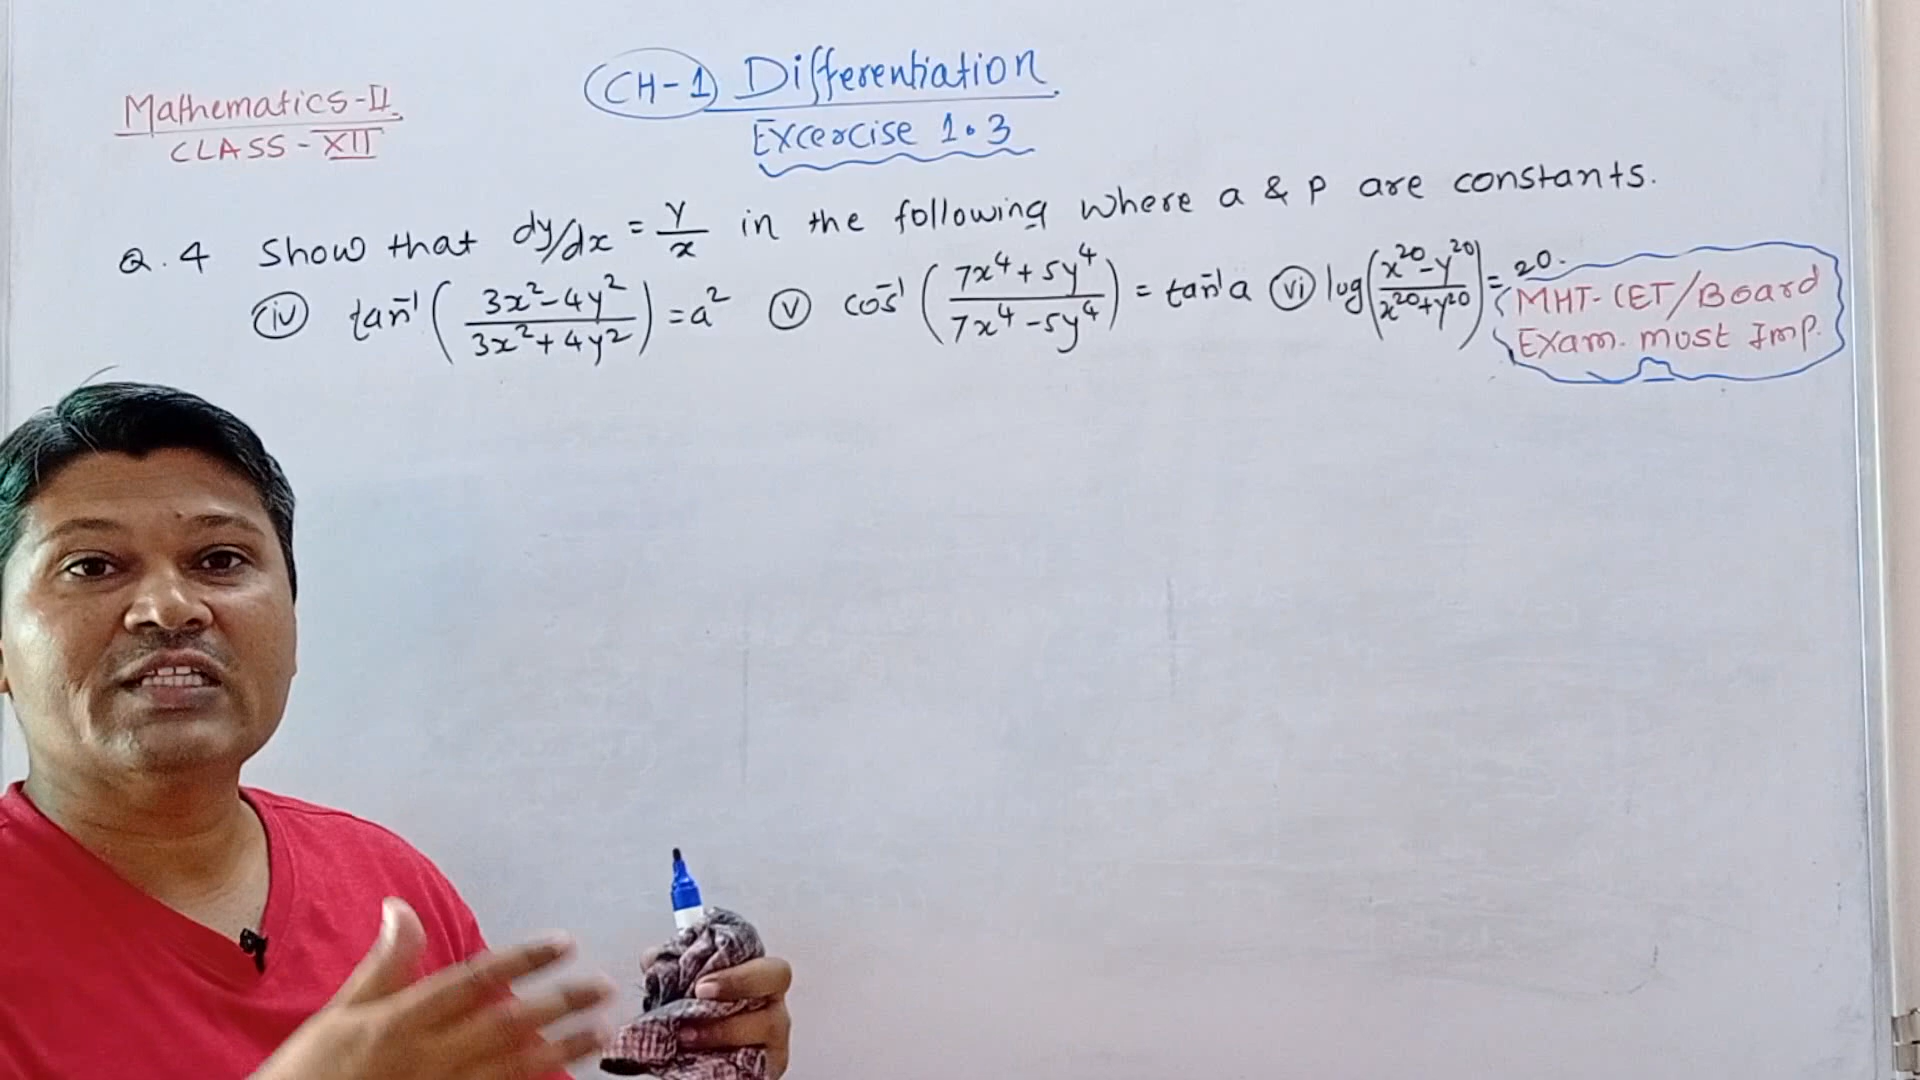 Mathematics-II.
CLASS-XII
CH-1 Differentiation
Excercise 1.3
Q.4 Show that dy/dx = y/x in the following where a & p are constants.
(iv) tan⁻¹ ( (3x²-4y²) / (3x²+4y²) ) = a² (v) cos⁻¹ ( (7x⁴+5y⁴) / (7x⁴-5y⁴) ) = tan⁻¹a (vi) log ( (x²⁰-y²⁰) / (x²⁰+y²⁰) ) = 20.
MHT-CET/Board
Exam. most Imp.